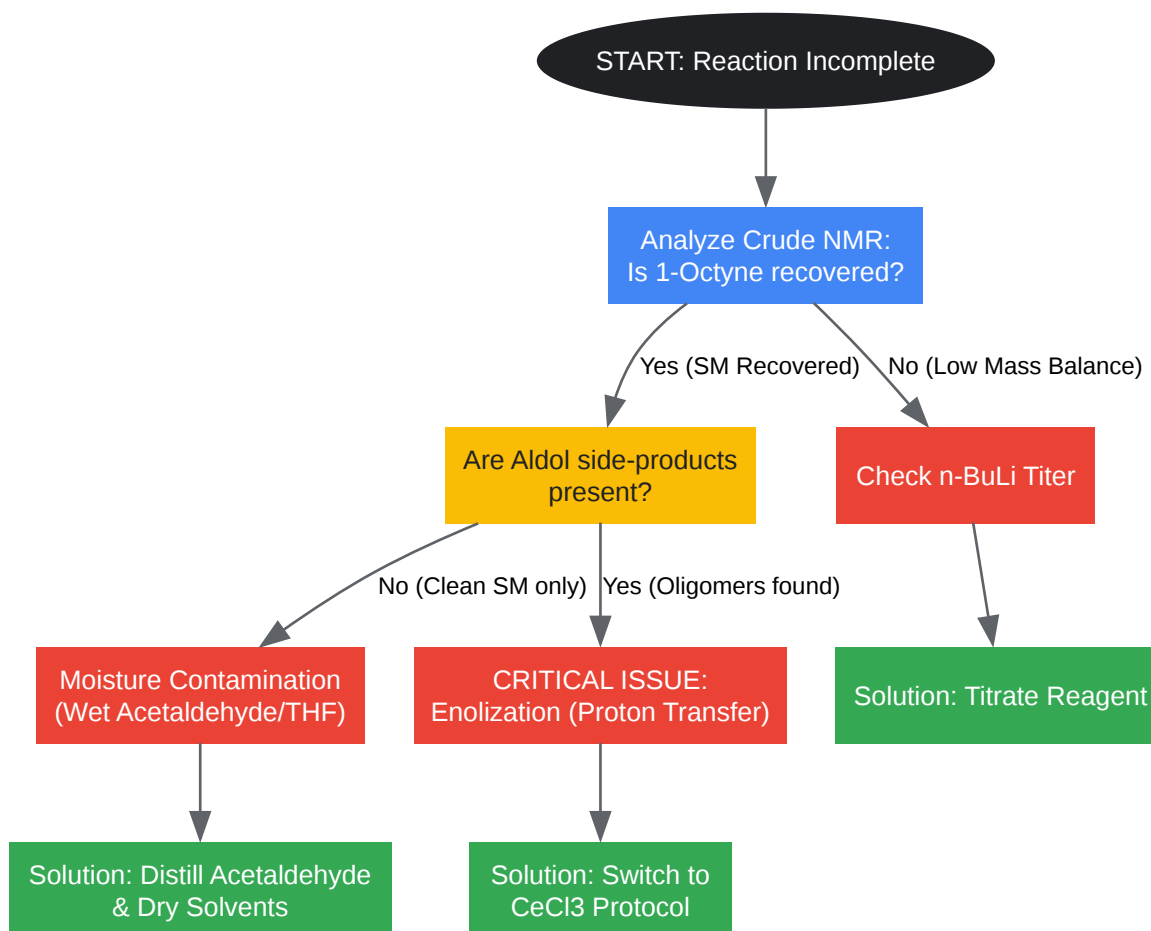 START: Reaction Incomplete
Analyze Crude NMR:
Is 1-Octyne recovered?
Yes (SM Recovered)
No (Low Mass Balance)
Are Aldol side-products
present?
Check n-BuLi Titer
No (Clean SM only)
Yes (Oligomers found)
Moisture Contamination
(Wet Acetaldehyde/THF)
CRITICAL ISSUE:
Enolization (Proton Transfer)
Solution: Titrate Reagent
Solution: Distill Acetaldehyde
& Dry Solvents
Solution: Switch to
CeCl3 Protocol